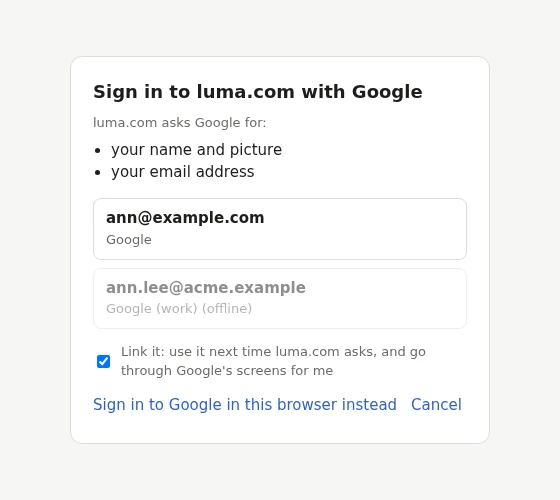 Sign in to luma.com with Google
luma.com asks Google for:
your name and picture
your email address
ann@example.com
Google
ann.lee@acme.example
Google (work) (offline)
Link it: use it next time luma.com asks, and go
through Google's screens for me
Sign in to Google in this browser instead Cancel